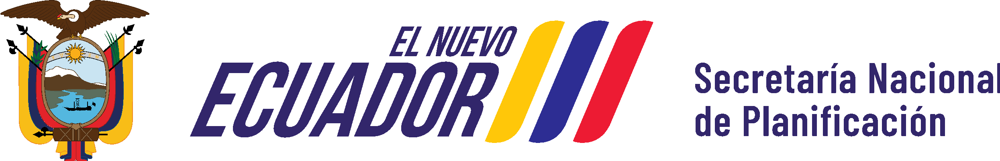 EL NUEVO
ECUADOR
Secretaría Nacional
de Planificación